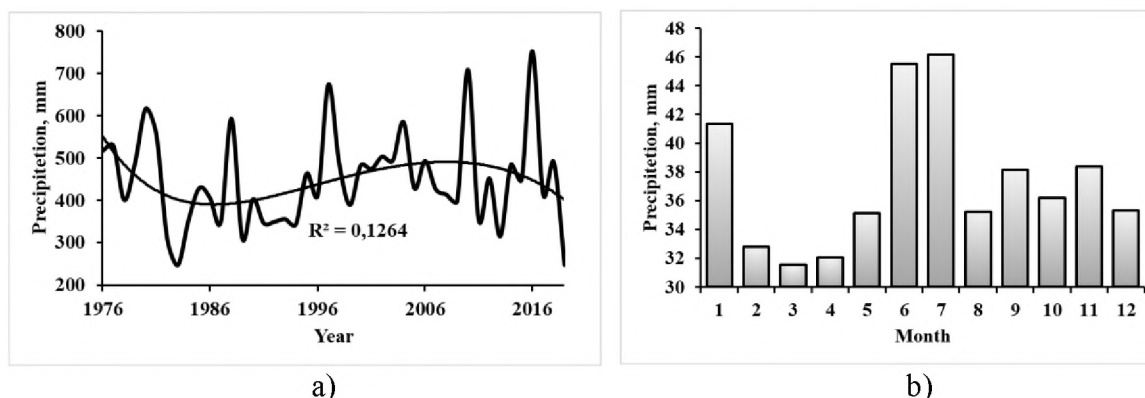 Precipitetion, mm
800
700
600
500
400
300
200
R² = 0,1264
1976 1986 1996 2006 2016
Year
a)
Precipitetion, mm
48
46
44
42
40
38
36
34
32
30
1 2 3 4 5 6 7 8 9 10 11 12
Month
b)